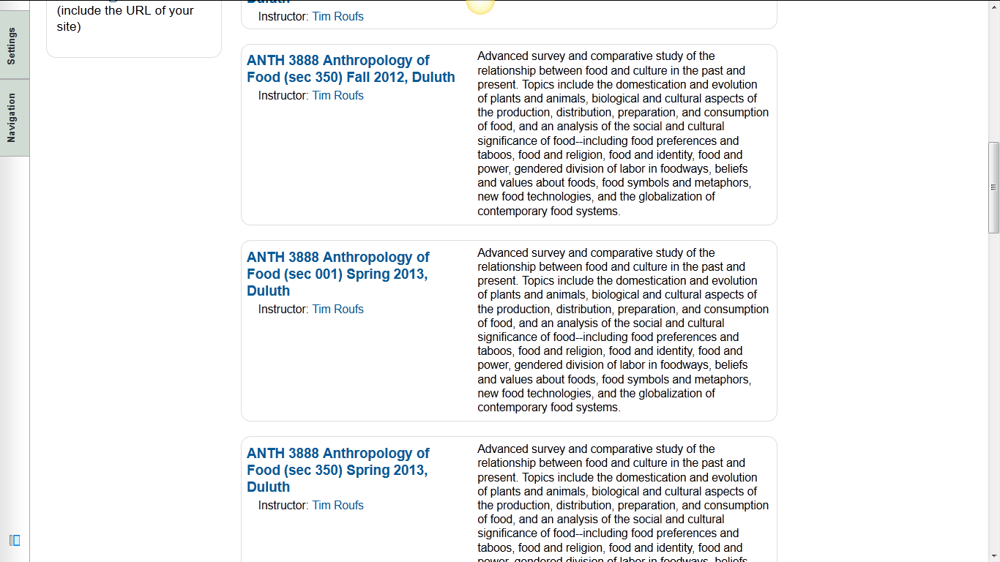 (include the URL of your
site)
Settings
Navigation
Duluth
Instructor: Tim Roufs
ANTH 3888 Anthropology of
Food (sec 350) Fall 2012, Duluth
Instructor: Tim Roufs
Advanced survey and comparative study of the
relationship between food and culture in the past and
present. Topics include the domestication and evolution
of plants and animals, biological and cultural aspects of
the production, distribution, preparation, and consumption
of food, and an analysis of the social and cultural
significance of food--including food preferences and
taboos, food and religion, food and identity, food and
power, gendered division of labor in foodways, beliefs
and values about foods, food symbols and metaphors,
new food technologies, and the globalization of
contemporary food systems.
ANTH 3888 Anthropology of
Food (sec 001) Spring 2013,
Duluth
Instructor: Tim Roufs
Advanced survey and comparative study of the
relationship between food and culture in the past and
present. Topics include the domestication and evolution
of plants and animals, biological and cultural aspects of
the production, distribution, preparation, and consumption
of food, and an analysis of the social and cultural
significance of food--including food preferences and
taboos, food and religion, food and identity, food and
power, gendered division of labor in foodways, beliefs
and values about foods, food symbols and metaphors,
new food technologies, and the globalization of
contemporary food systems.
ANTH 3888 Anthropology of
Food (sec 350) Spring 2013,
Duluth
Instructor: Tim Roufs
Advanced survey and comparative study of the
relationship between food and culture in the past and
present. Topics include the domestication and evolution
of plants and animals, biological and cultural aspects of
the production, distribution, preparation, and consumption
of food, and an analysis of the social and cultural
significance of food--including food preferences and
taboos, food and religion, food and identity, food and
power, gendered division of labor in foodways, beliefs